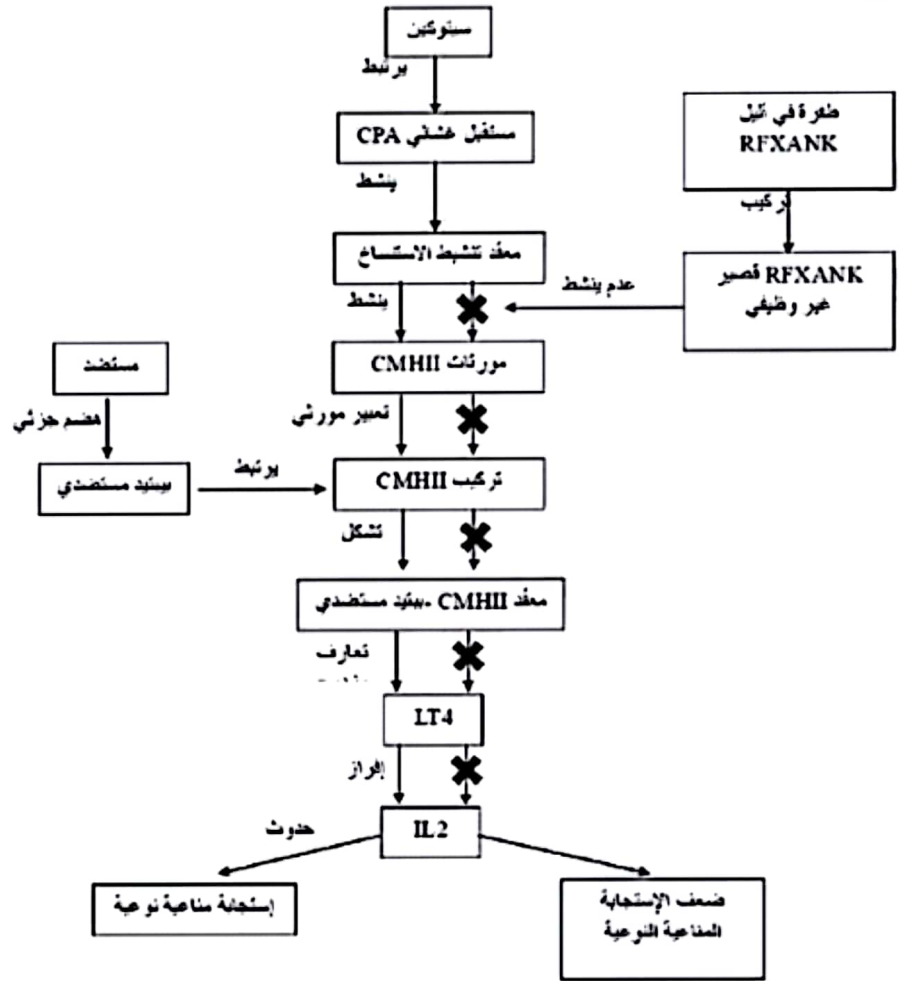 سيتوكين
يرتبط
مستقبل غشائي CPA
ينشط
طفرة في أليل
RFXANK
تركيب
معقد تنشيط الاستنساخ
RFXANK قصير
غير وظيفي
عدم ينشط
ينشط
مورثات CMHII
مستضد
هضم جزئي
تعبير مورثي
ببتيد مستضدي
يرتبط
تركيب CMHII
تشكل
معقد CMHII -ببتيد مستضدي
تعارف
LT4
إفراز
IL2
حدوث
إستجابة مناعية نوعية
ضعف الإستجابة
المناعية النوعية